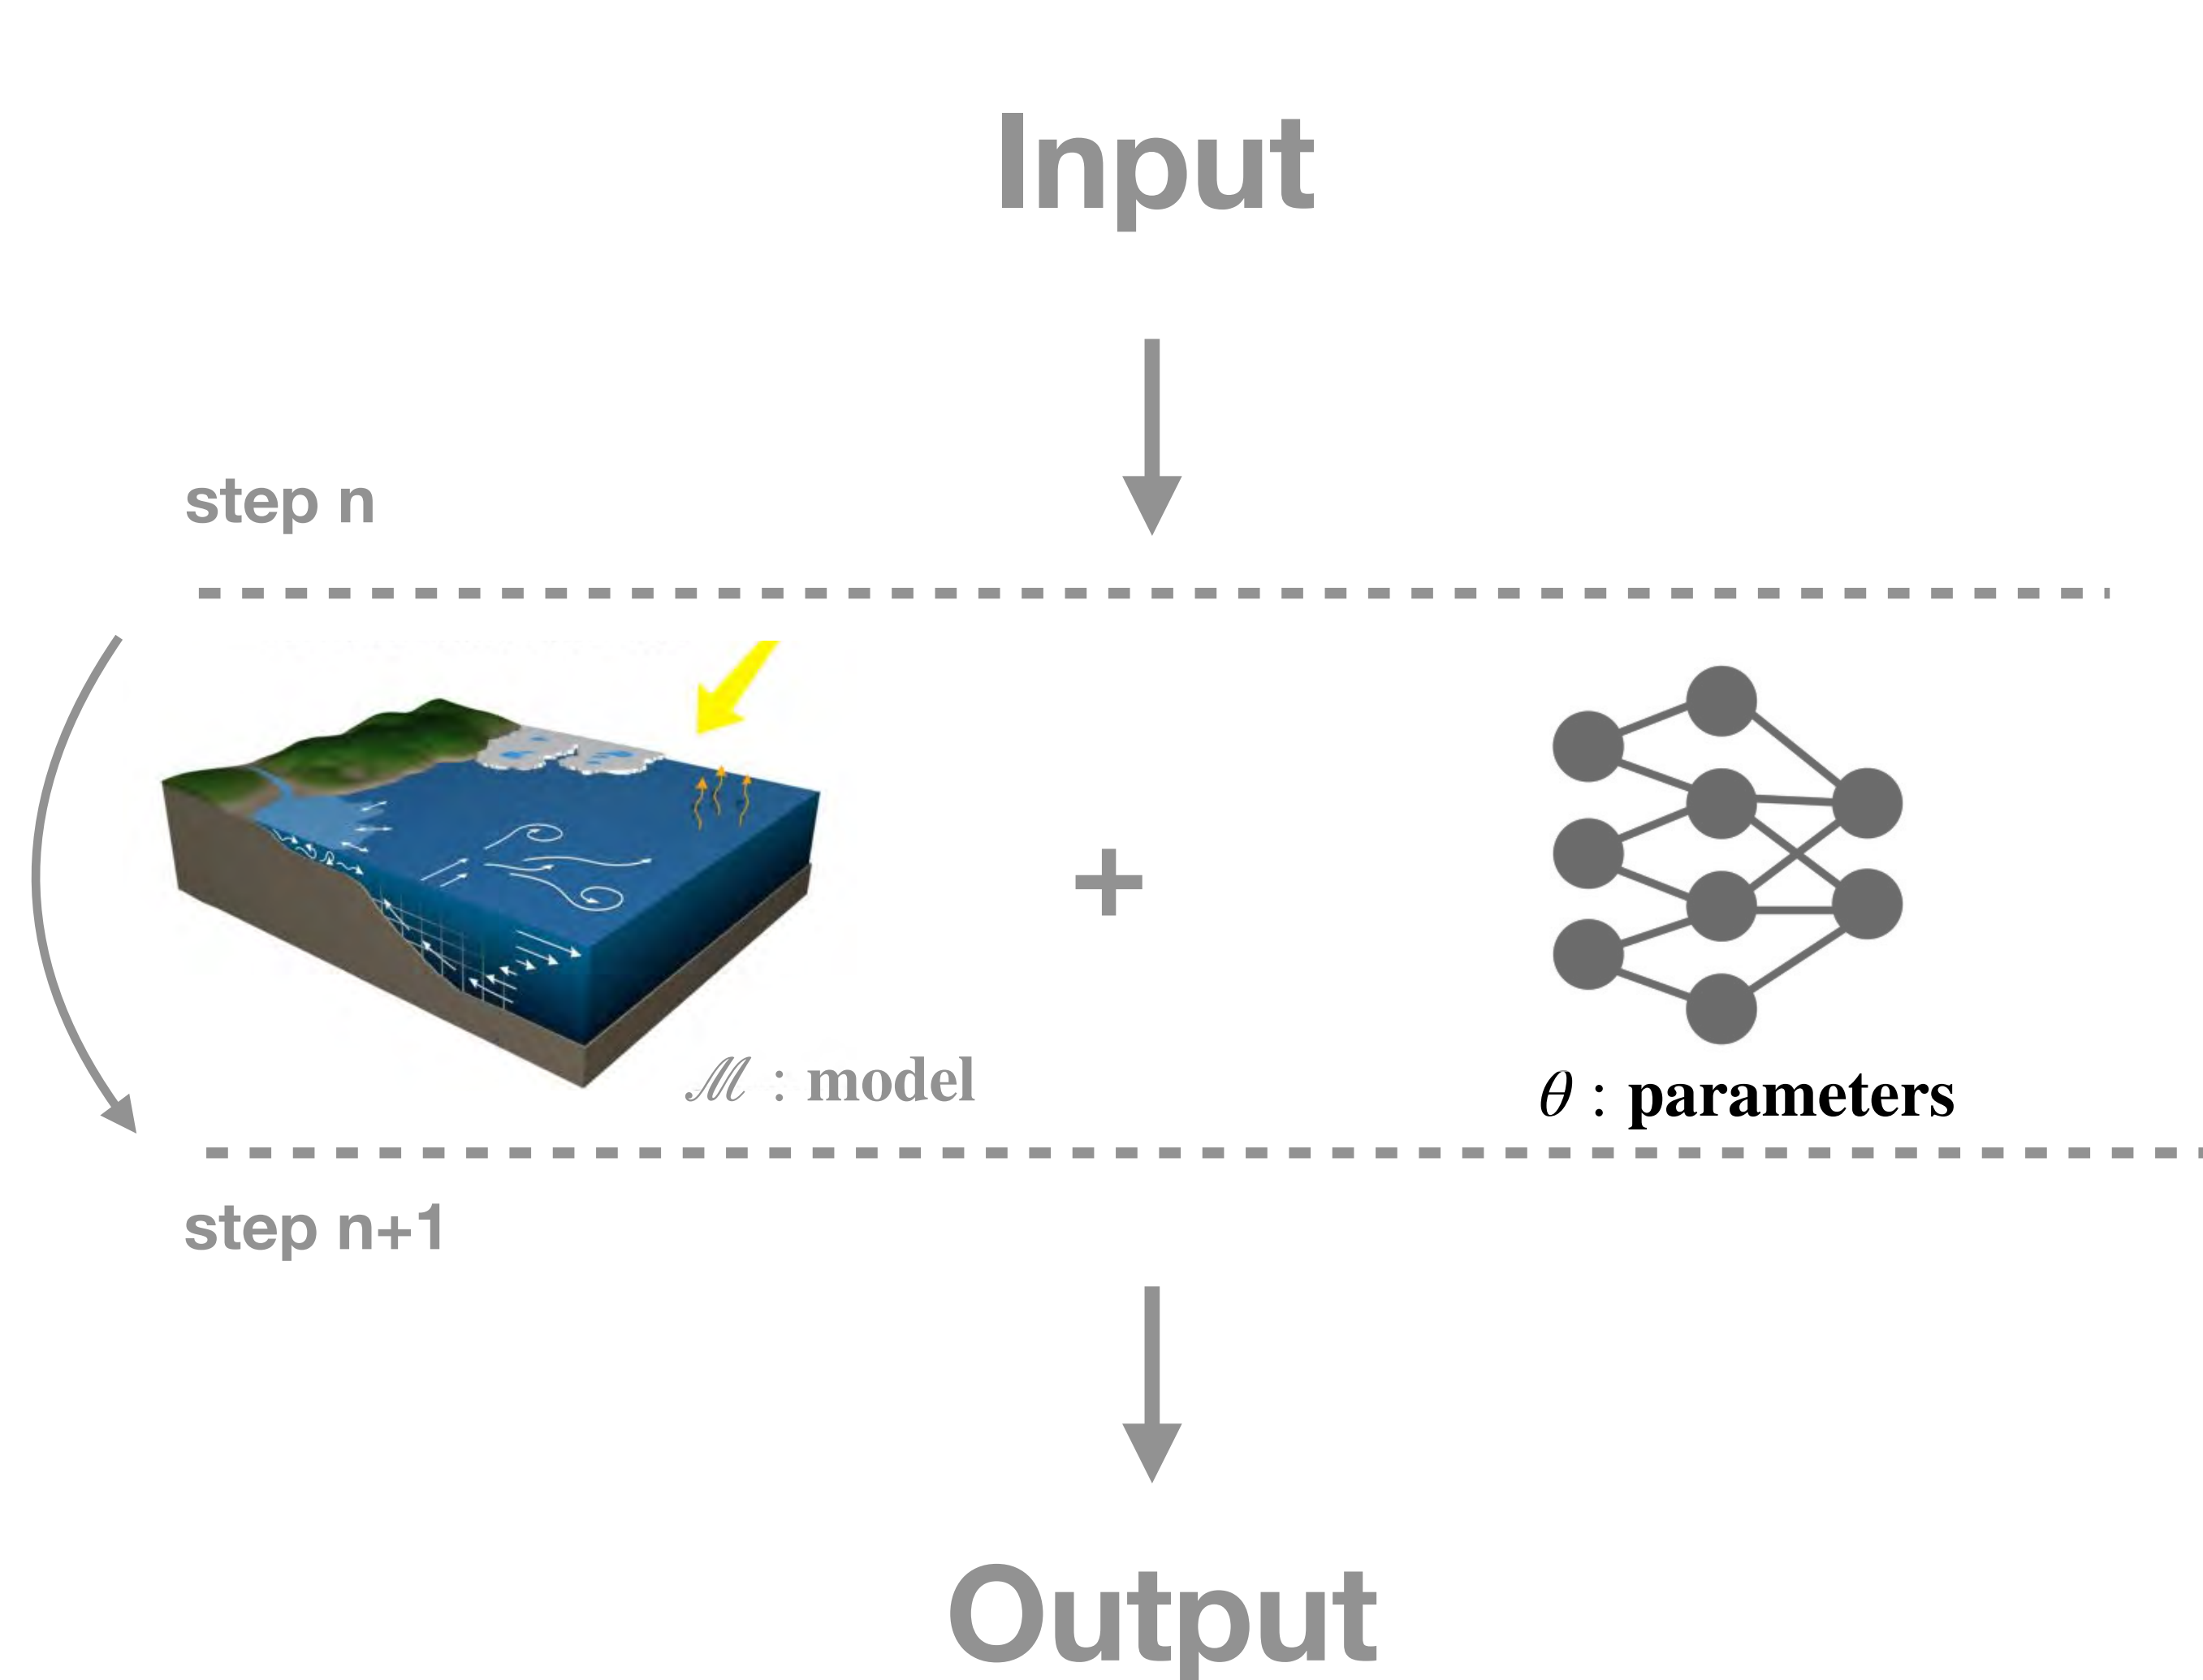 Input
step n
+
ℳ : model
θ : parameters
step n+1
Output